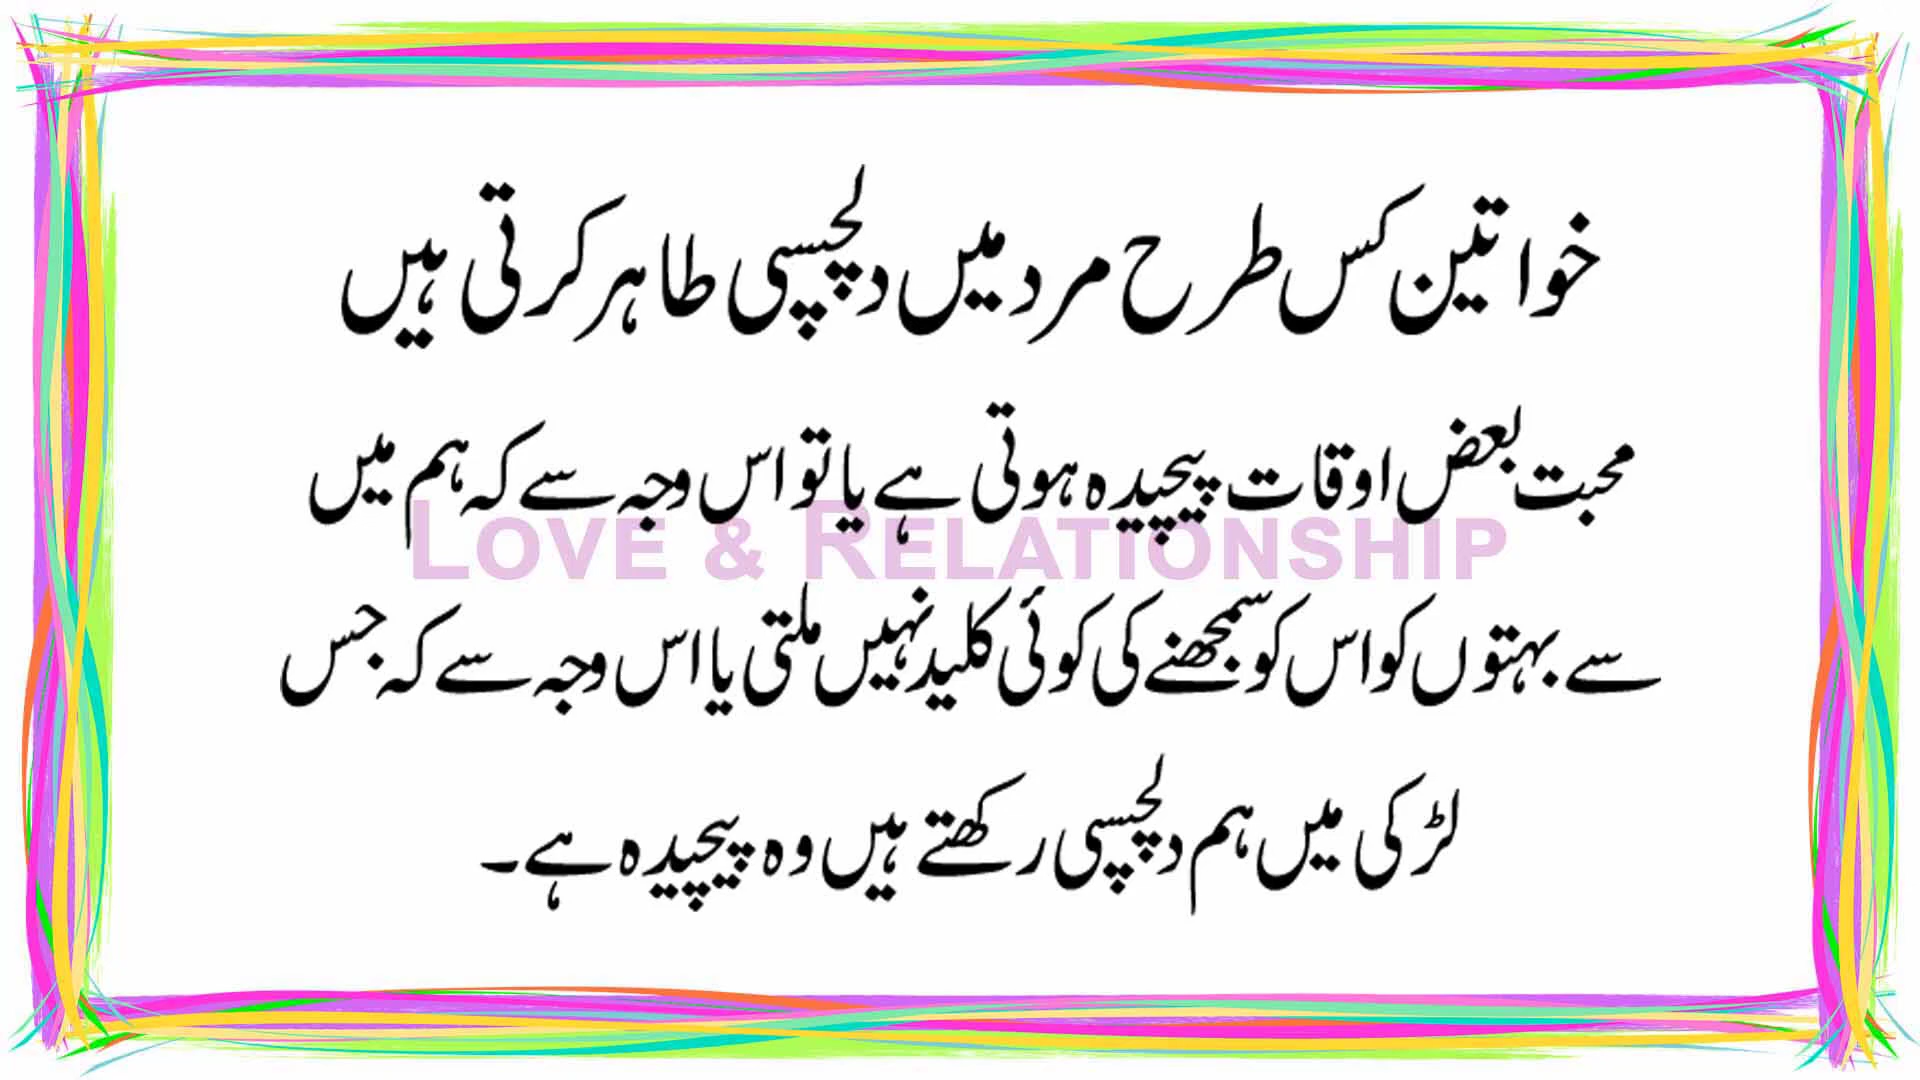 خواتین کس طرح مرد میں دلچسپی طاہر کرتی ہیں
محبت بعض اوقات پیچیدہ ہوتی ہے یا تو اس وجہ سے کہ ہم میں
LOVE & RELATIONSHIP
سے بہتوں کو اس کو سمجھنے کی کوئی کلید نہیں ملتی یا اس وجہ سے کہ جس
لڑکی میں ہم دلچسپی رکھتے ہیں وہ پیچیدہ ہے۔